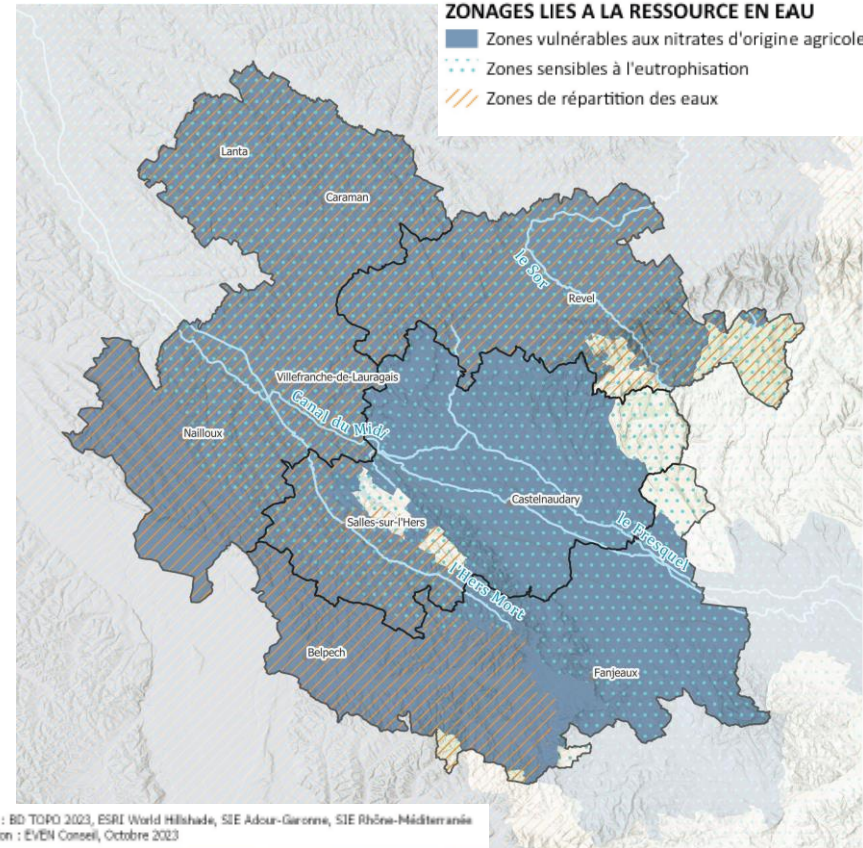 ZONAGES LIES A LA RESSOURCE EN EAU
Zones vulnérables aux nitrates d'origine agricole
Zones sensibles à l'eutrophisation
Zones de répartition des eaux
Lanta
Caraman
le Sor
Revel
Villefranche-de-Lauragais
Canal du Midi
Nailloux
Castelnaudary
Salles-sur-l'Hers
le Fresquel
l'Hers Mort
Belpech
Fanjeaux
: BD TOPO 2023, ESRI World Hillshade, SIE Adour-Garonne, SIE Rhône-Méditerranée
on : EVEN Conseil, Octobre 2023